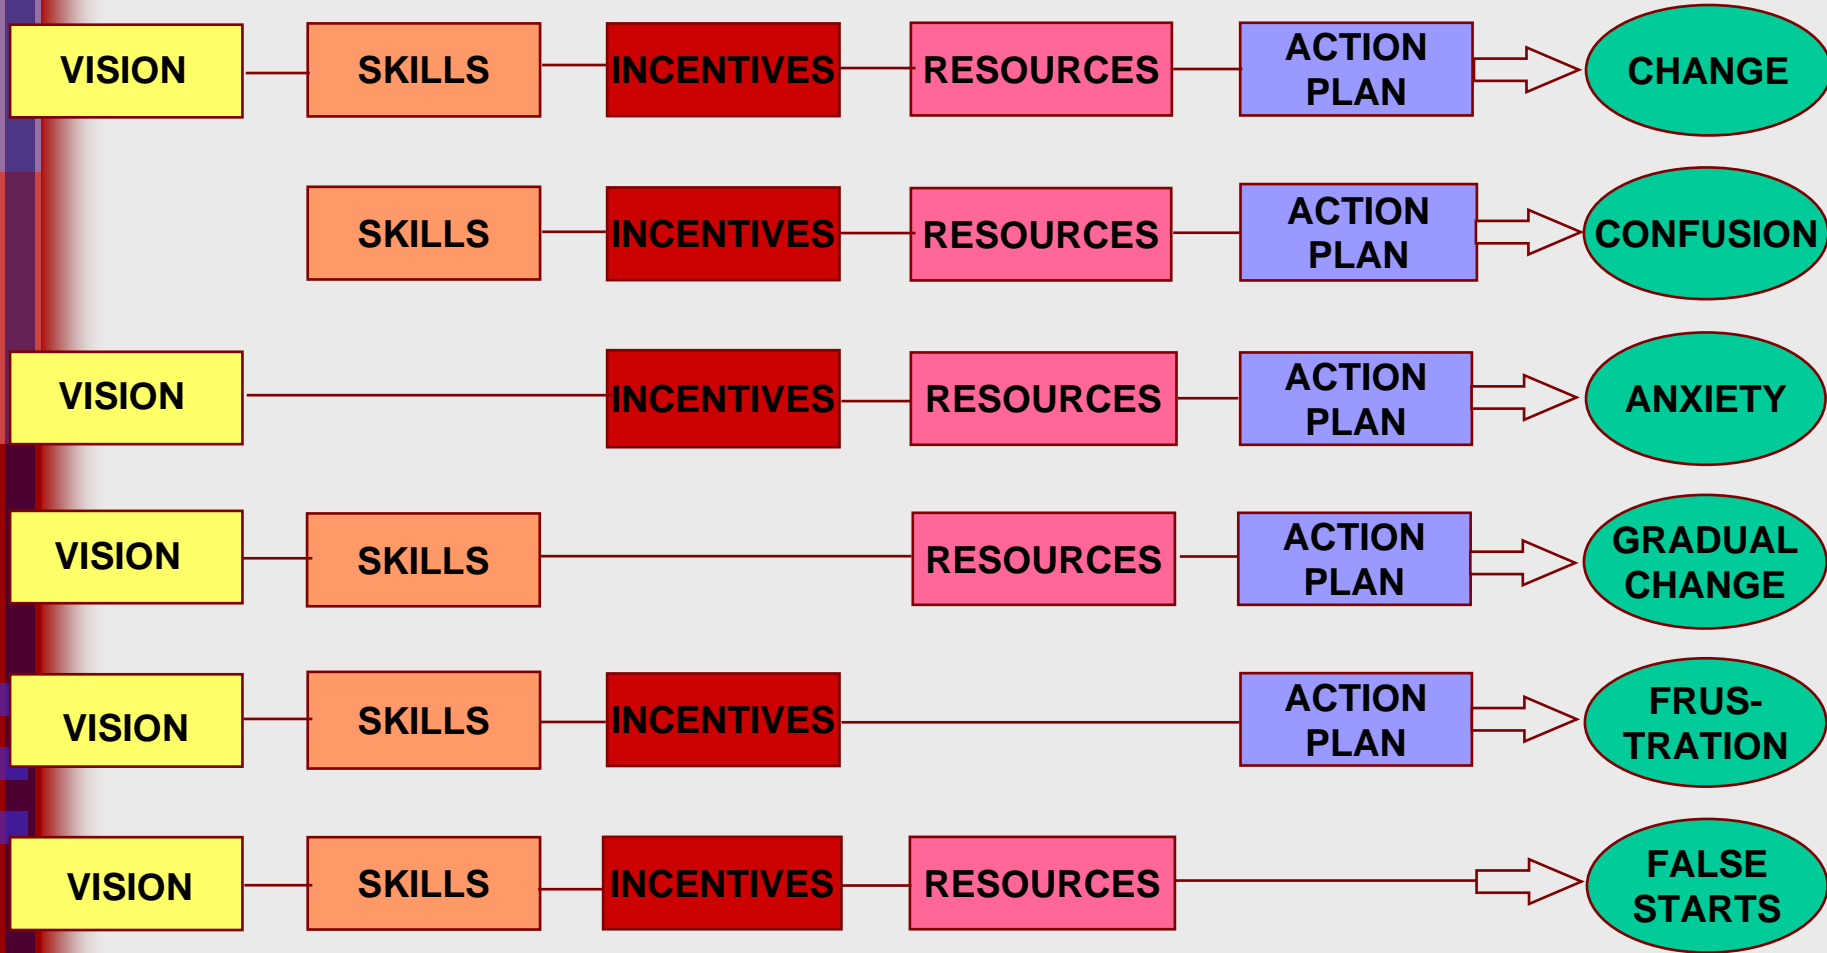 VISION
SKILLS
INCENTIVES
RESOURCES
ACTION
PLAN
CHANGE
SKILLS
INCENTIVES
RESOURCES
ACTION
PLAN
CONFUSION
VISION
INCENTIVES
RESOURCES
ACTION
PLAN
ANXIETY
VISION
SKILLS
RESOURCES
ACTION
PLAN
GRADUAL
CHANGE
VISION
SKILLS
INCENTIVES
ACTION
PLAN
FRUS-
TRATION
VISION
SKILLS
INCENTIVES
RESOURCES
FALSE
STARTS